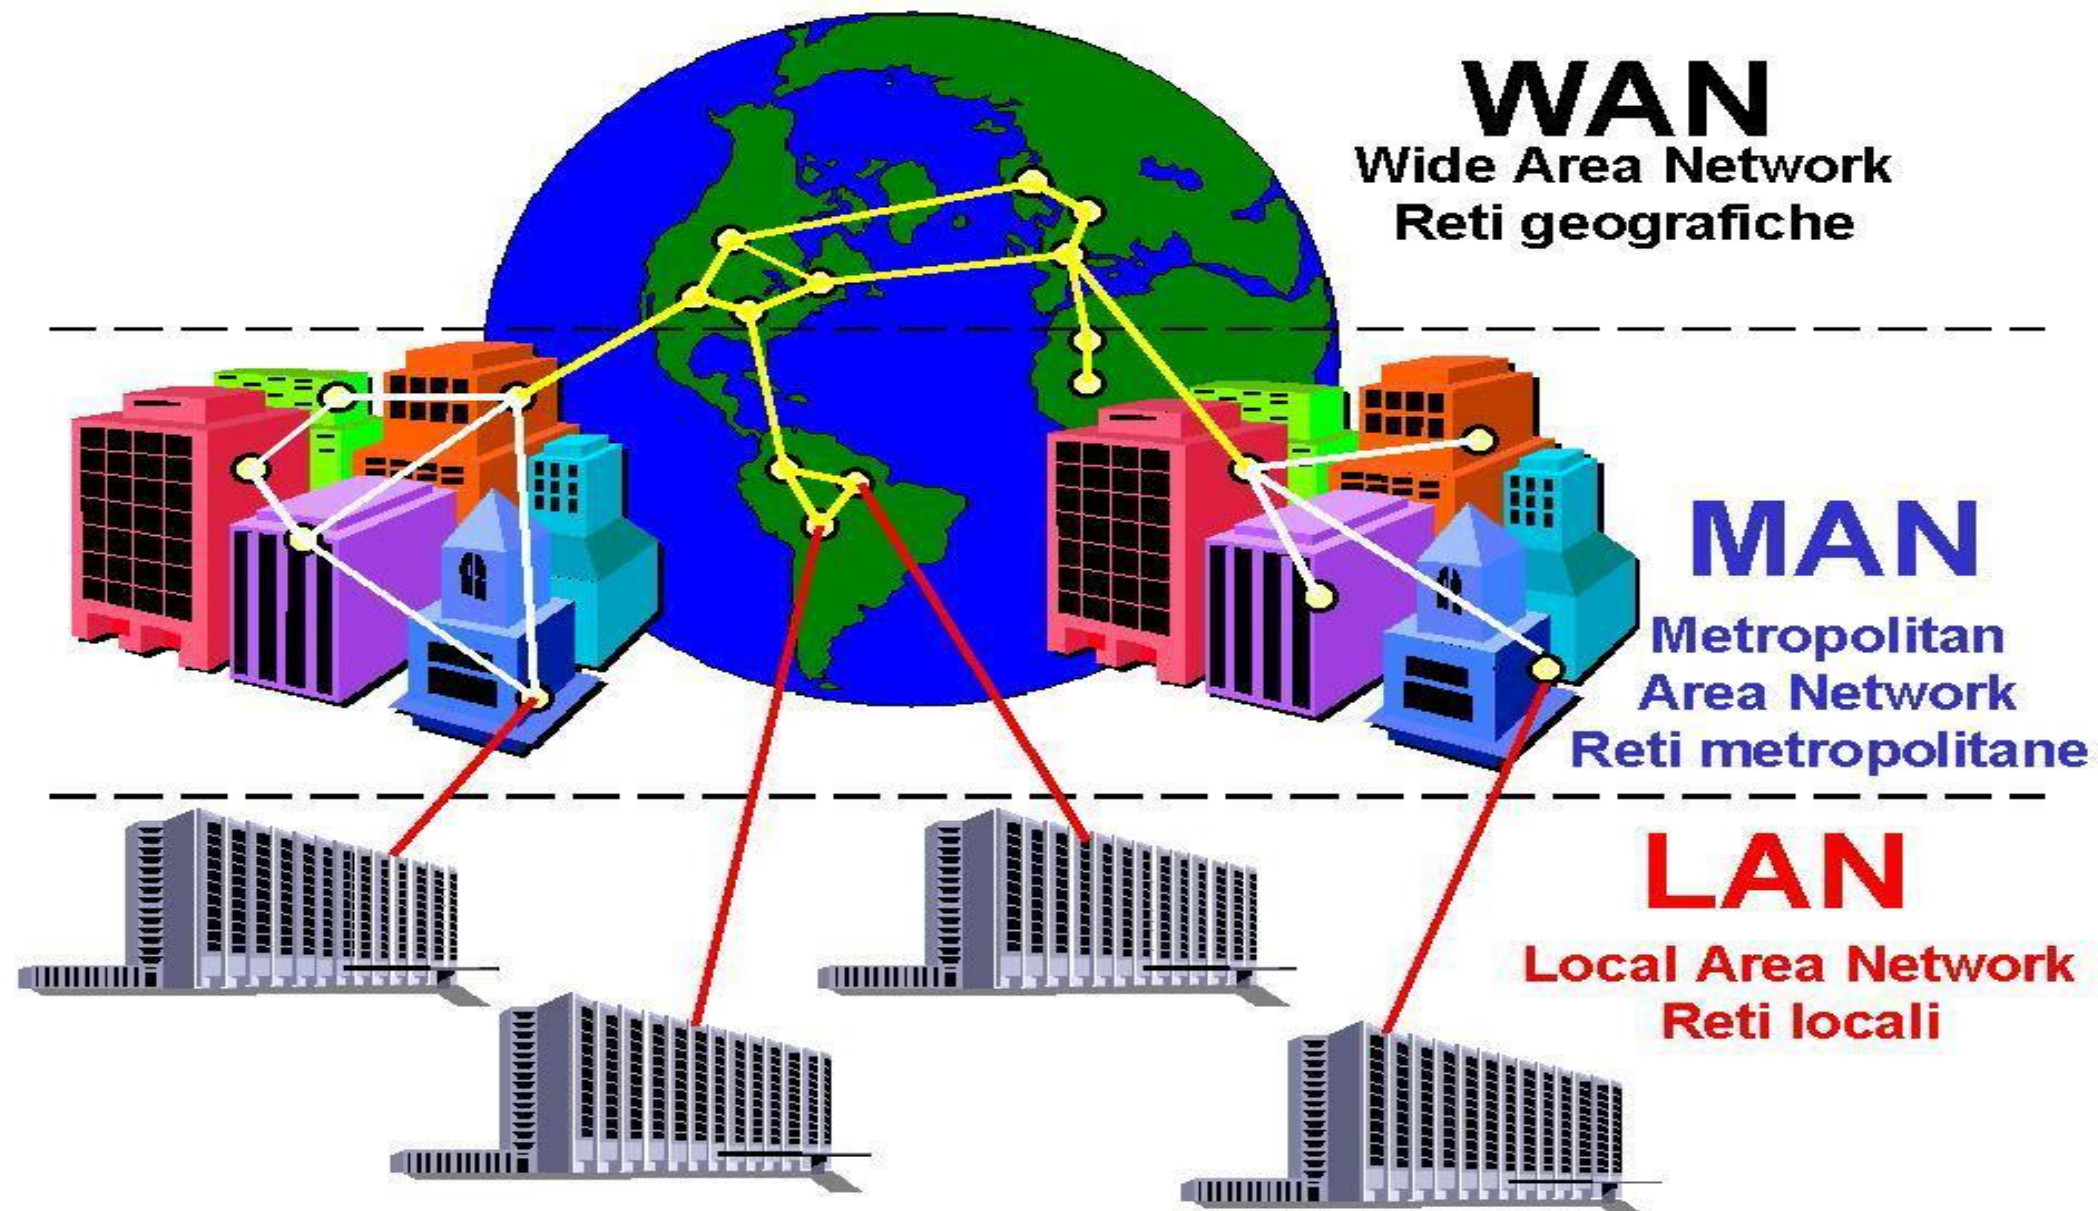 WAN
Wide Area Network
Reti geografiche
MAN
Metropolitan
Area Network
Reti metropolitane
LAN
Local Area Network
Reti locali